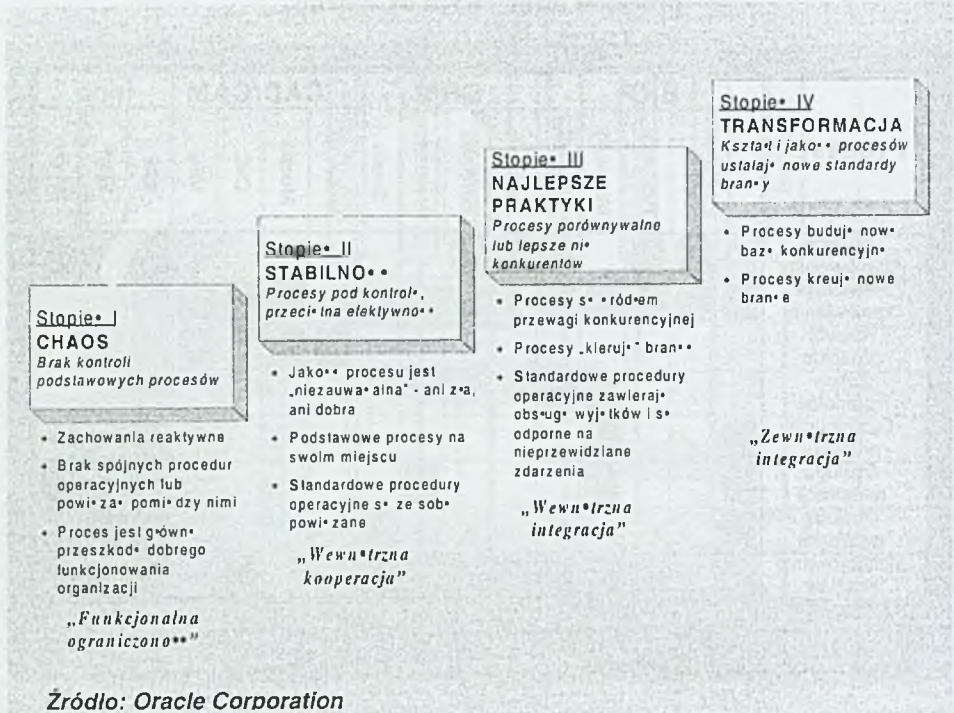 Stopie• I
CHAOS
Brak kontroli
podstawowych procesów
• Zachowania reaktywne
• Brak spójnych procedur
operacyjnych lub
powi•za• pomi•dzy nimi
• Proces jest g•ówn•
przeszkod• dobrego
funkcjonowania
organizacji
„Funkcjonalna
ograniczono••”
Stopie• II
STABILNO••
Procesy pod kontrol•,
przeci•tna efektywno••
• Jako•• procesu jest
„niezauwa•alna" - ani z•a,
ani dobra
• Podstawowe procesy na
swoim miejscu
• Standardowe procedury
operacyjne s• ze sob•
powi•zane
„Wewn•trzna
kooperacja”
Stopie• III
NAJLEPSZE
PRAKTYKI
Procesy porównywalne
lub lepsze ni•
konkurentów
• Procesy s• •ród•em
przewagi konkurencyjnej
• Procesy „kieruj•" bran••
• Standardowe procedury
operacyjne zawieraj•
obs•ug• wyj•tków i s•
odporne na
nieprzewidziane
zdarzenia
„Wewn•trzna
integracja”
Stopie• IV
TRANSFORMACJA
Kszta•t i jako•• procesów
ustalaj• nowe standardy
bran•y
• Procesy buduj• now•
baz• konkurencyjn•
• Procesy kreuj• nowe
bran•e
„Zewn•trzna
integracja”
Źródło: Oracle Corporation